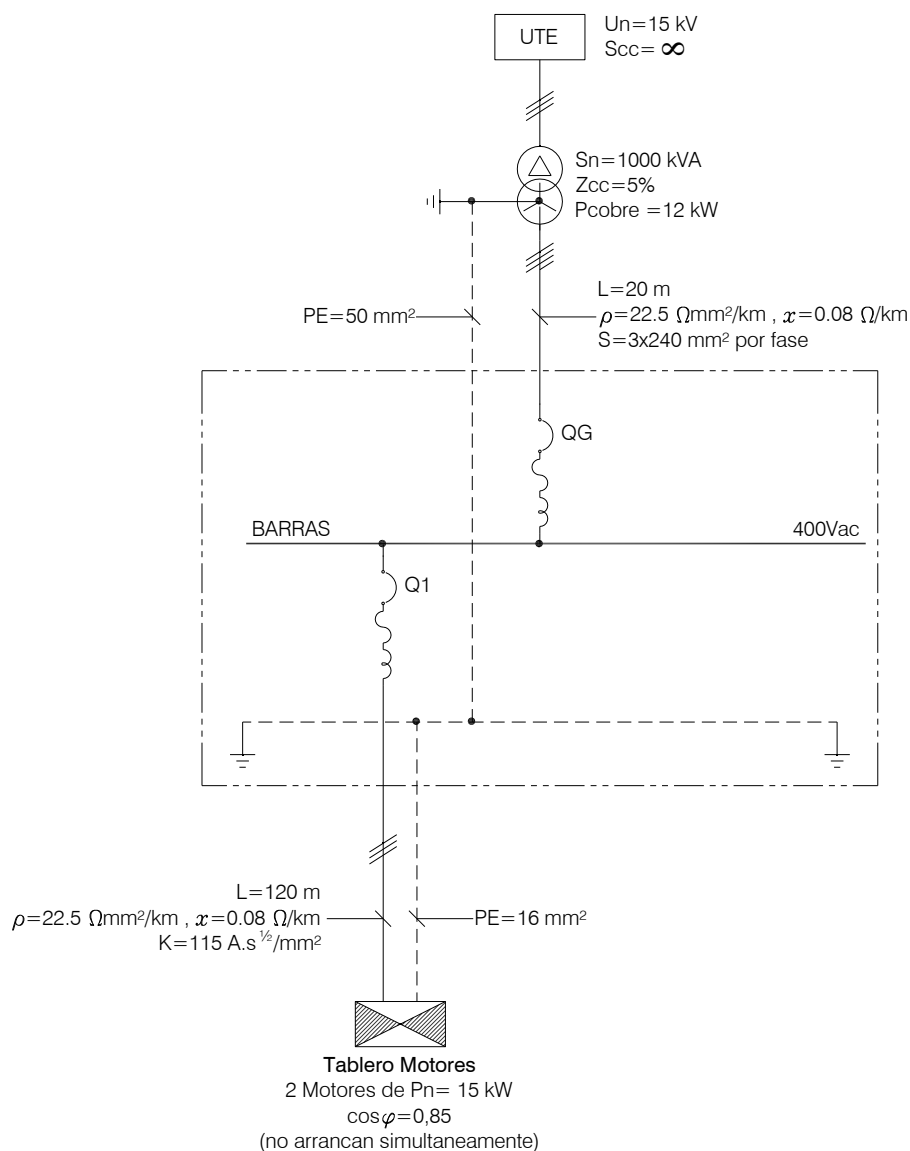 UTE
Un=15 kV
Scc= ∞
Sn=1000 kVA
Zcc=5%
Pcobre =12 kW
PE=50 mm²
L=20 m
ρ=22.5 Ωmm²/km , x=0.08 Ω/km
S=3x240 mm² por fase
QG
BARRAS
400Vac
Q1
L=120 m
ρ=22.5 Ωmm²/km , x=0.08 Ω/km
K=115 A.s^½/mm²
PE=16 mm²
Tablero Motores
2 Motores de Pn= 15 kW
cosφ=0,85
(no arrancan simultaneamente)